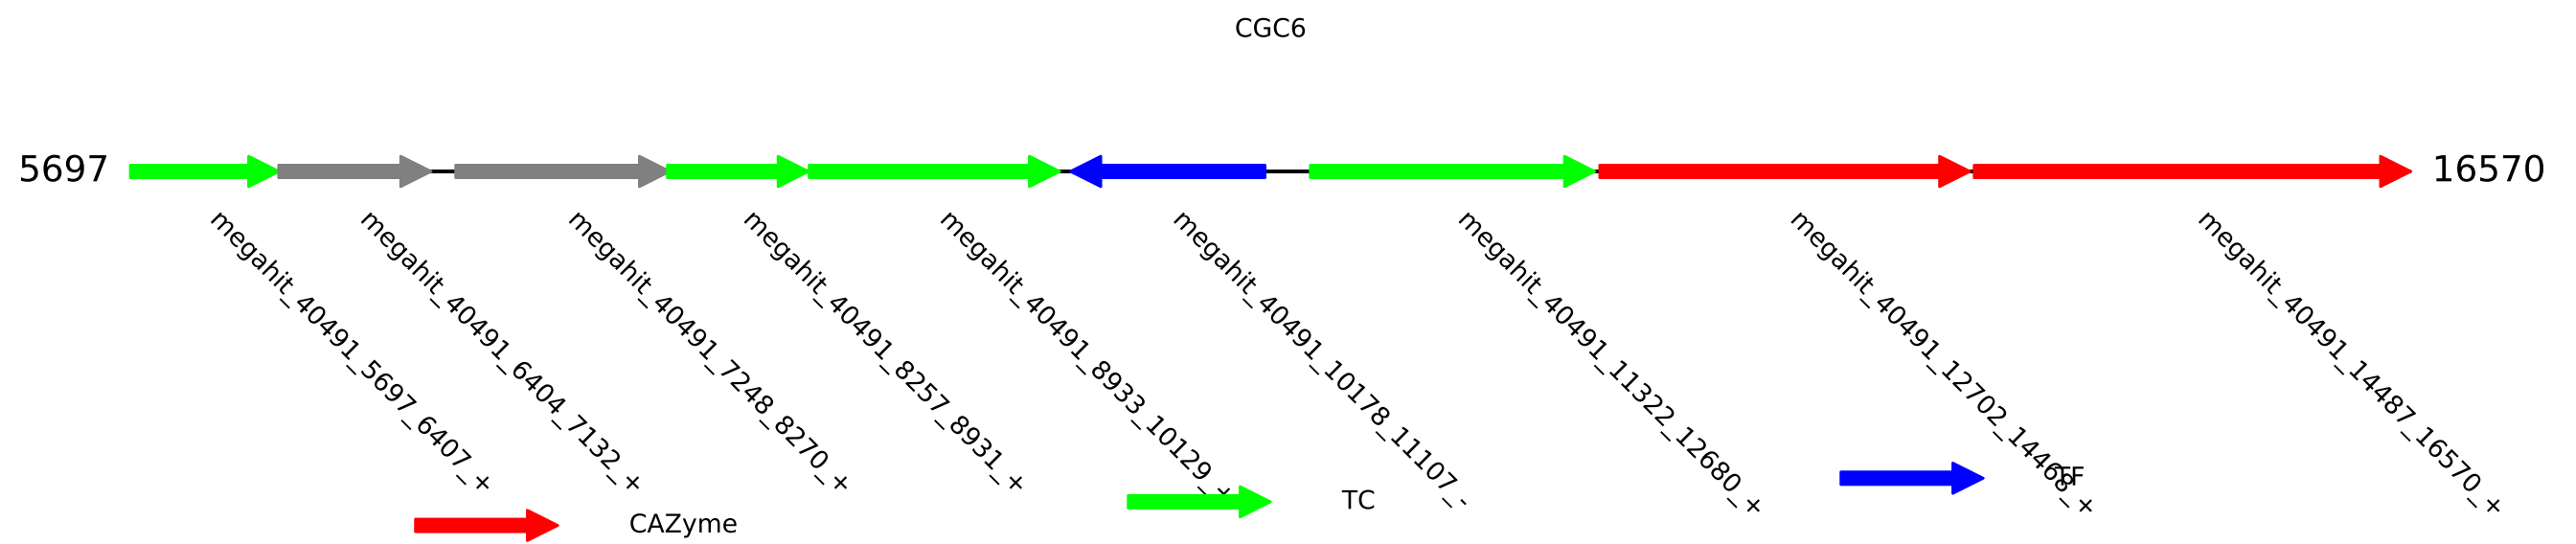 CGC6
5697
16570
megahit_40491_5697_6407_+
megahit_40491_6404_7132_+
megahit_40491_7248_8270_+
megahit_40491_8257_8931_+
megahit_40491_8933_10129_+
megahit_40491_10178_11107_-
megahit_40491_11322_12680_+
megahit_40491_12702_14468_+
megahit_40491_14487_16570_+
CAZyme
TC
TF